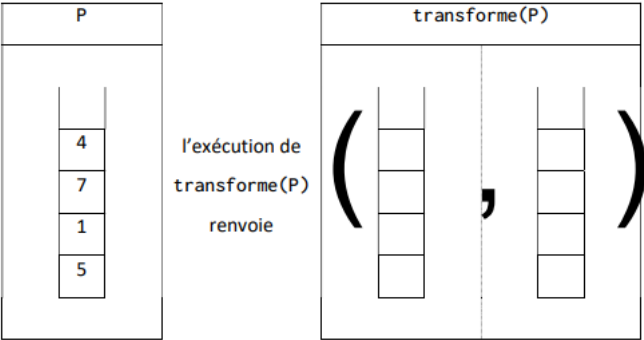 P
transforme(P)
4
7
1
5
l'exécution de
transforme(P)
renvoie
( , )